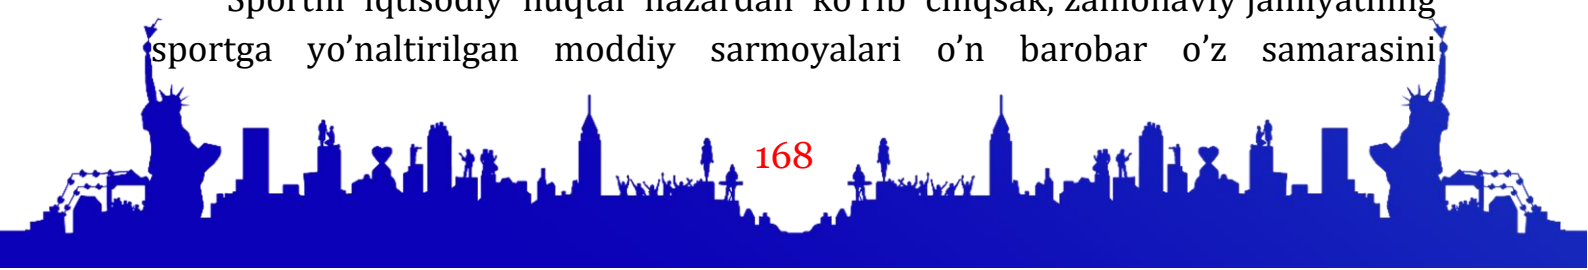 Sportni iqtisodiy nuqtai nazardan ko’rib chiqsak, zamonaviy jamiyatning
sportga yo’naltirilgan moddiy sarmoyalari o’n barobar o’z samarasini
168